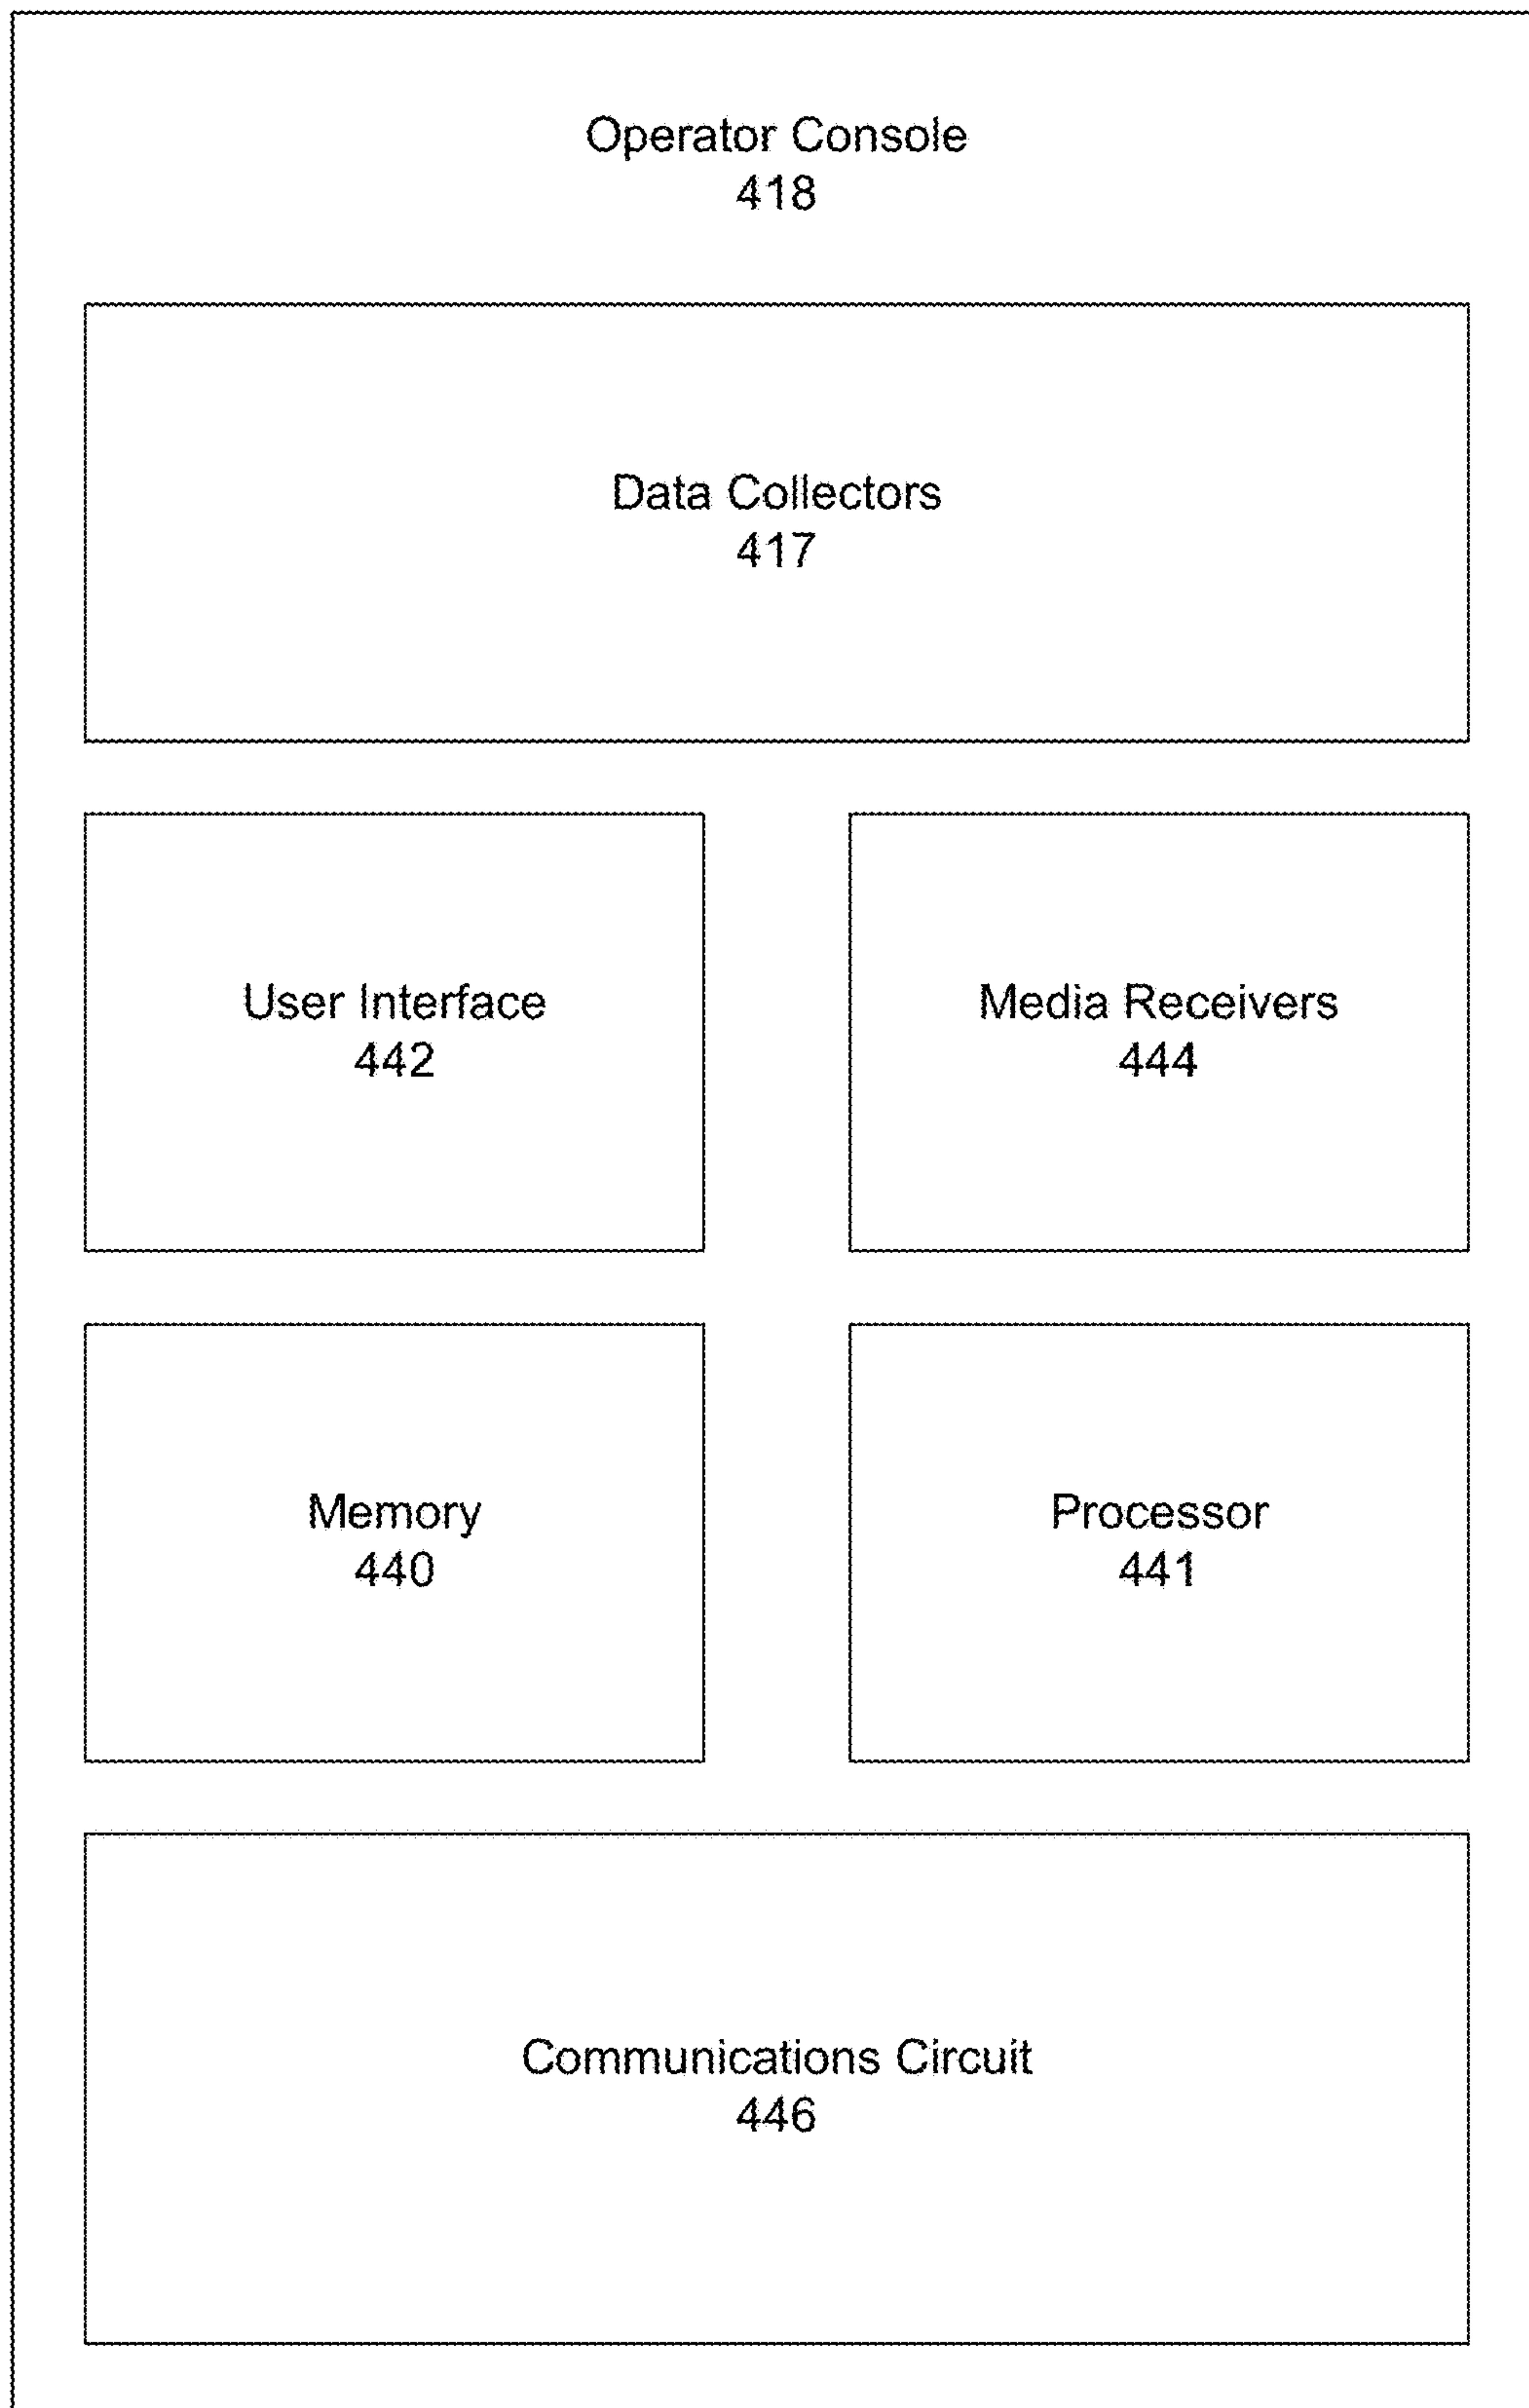 Operator Console
418
Data Collectors
417
User Interface
442
Media Receivers
444
Memory
440
Processor
441
Communications Circuit
446